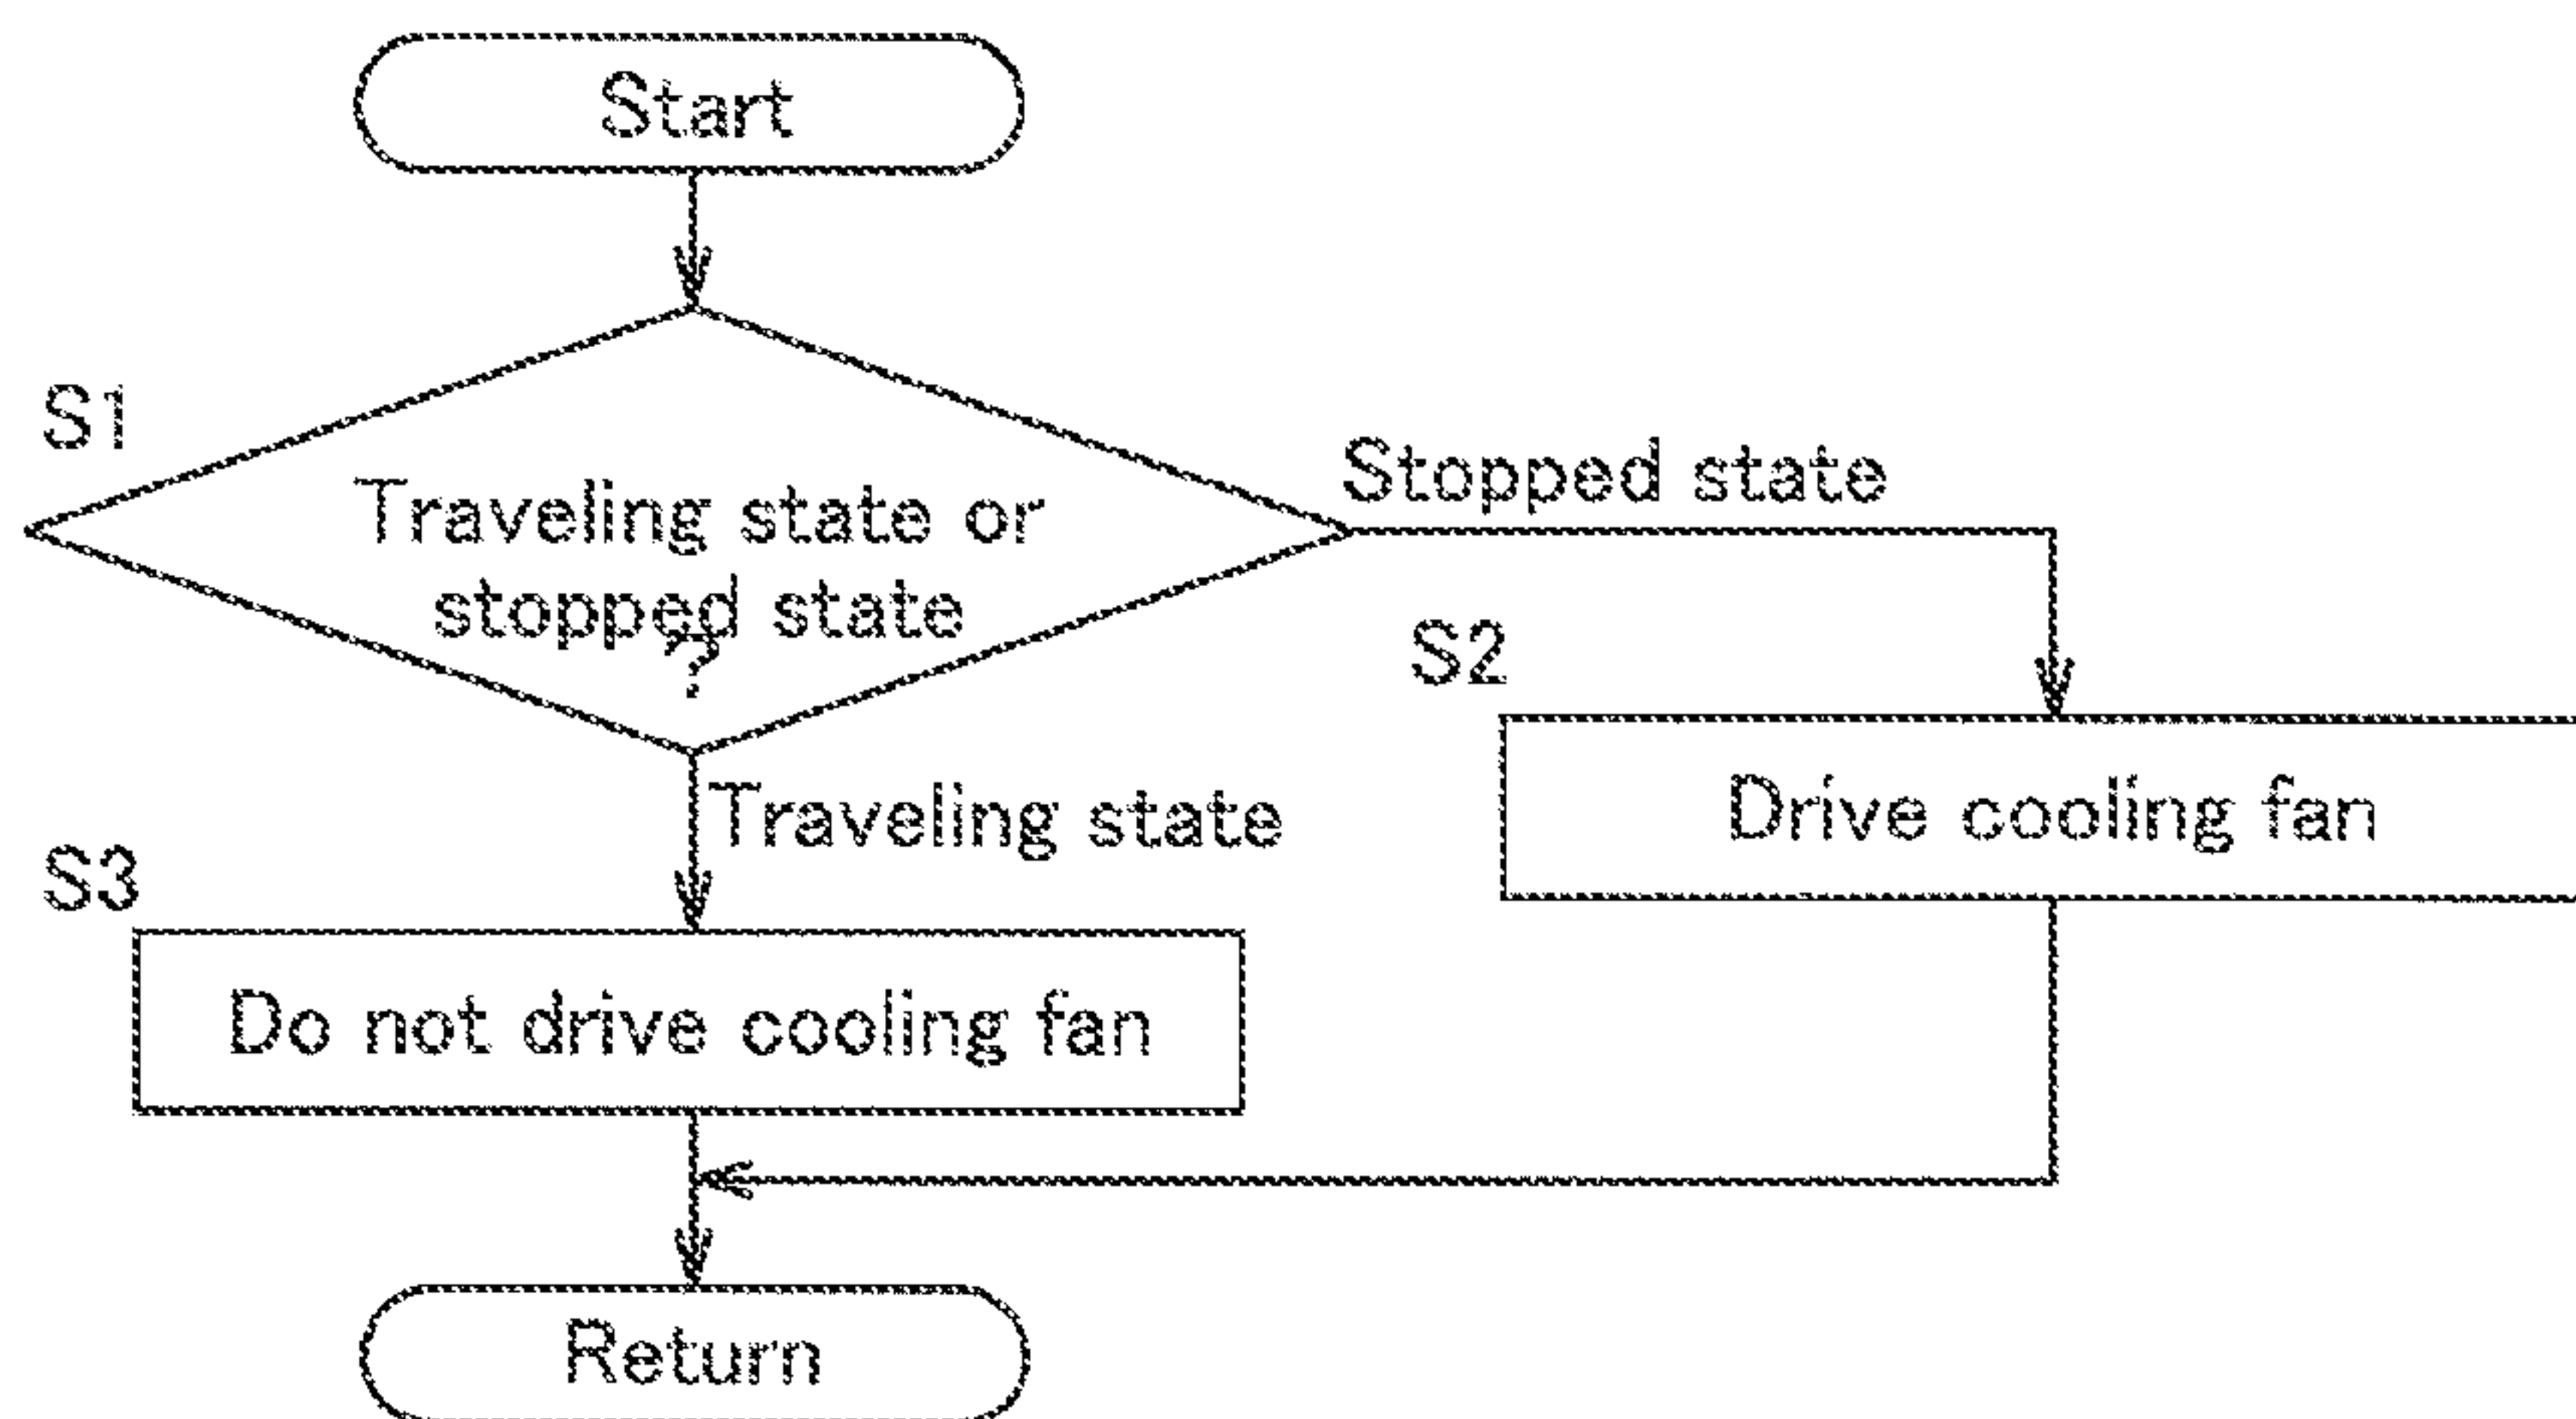 Start
S1
Traveling state or
stopped state
?
Stopped state
S2
Drive cooling fan
Traveling state
S3
Do not drive cooling fan
Return